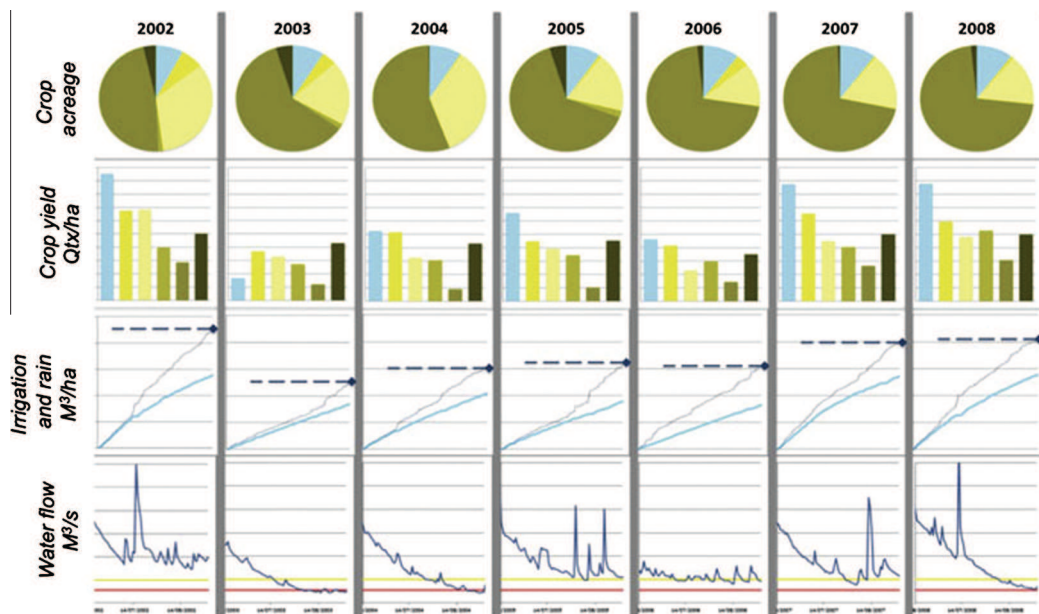 2002 2003 2004 2005 2006 2007 2008
Crop
acreage
Crop yield
Qtx/ha
Irrigation
and rain
M³/ha
Water flow
M³/s